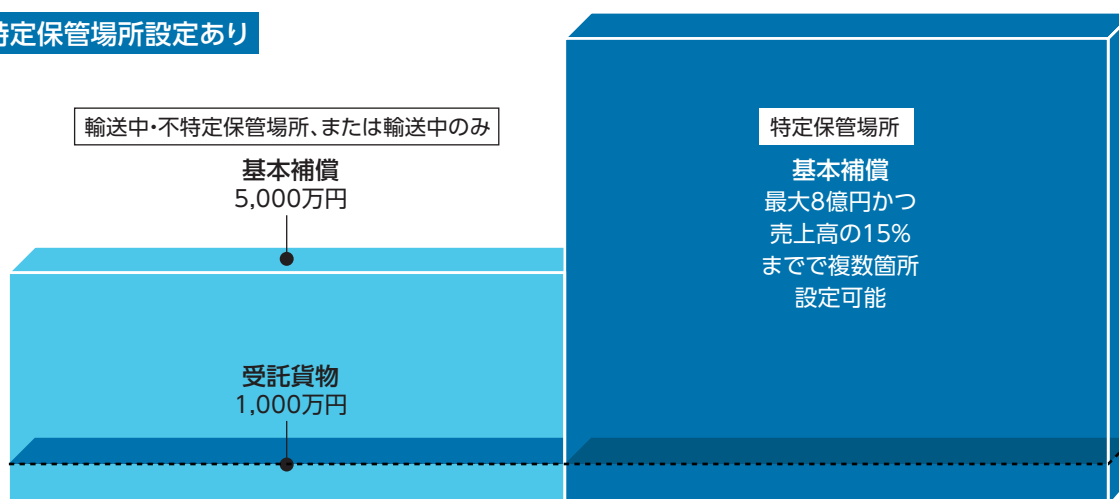 特定保管場所設定あり
輸送中・不特定保管場所、または輸送中のみ
基本補償
5,000万円
受託貨物
1,000万円
特定保管場所
基本補償
最大8億円かつ
売上高の15%
までで複数箇所
設定可能